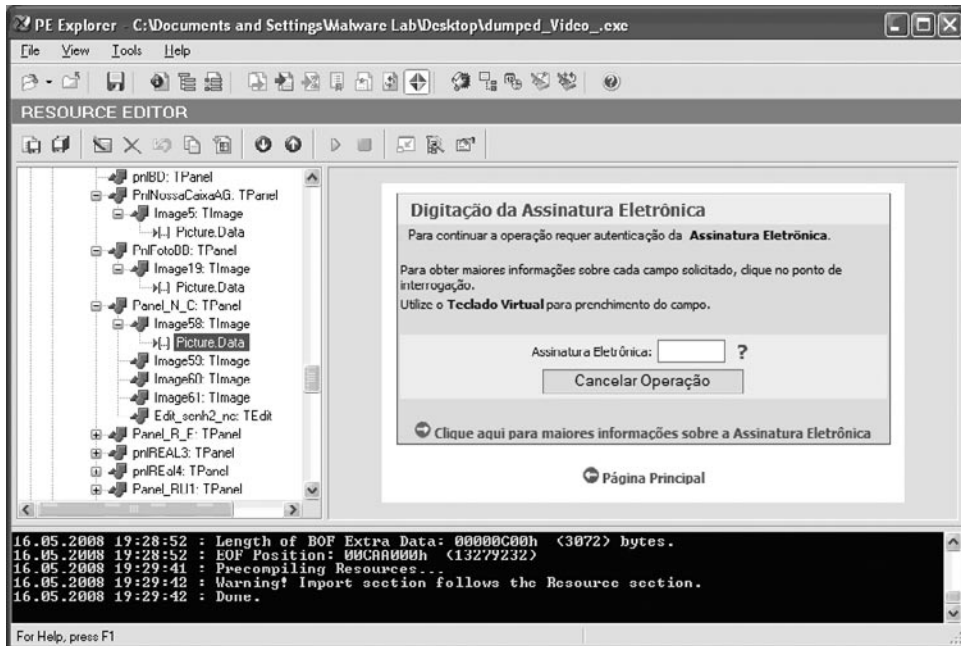 PE Explorer - C:\Documents and Settings\Malware Lab\Desktop\dumped_Video_.exe
File View Tools Help
RESOURCE EDITOR
pnlBD: TPanel
PnlNossaCaixaAG: TPanel
Image5: TImage
Picture.Data
PnlFotoBB: TPanel
Image19: TImage
Picture.Data
Panel_N_C: TPanel
Image58: TImage
Picture.Data
Image59: TImage
Image60: TImage
Image61: TImage
Edit_senh2_nc: TEdit
Panel_R_E: TPanel
pnlREAL3: TPanel
pnlREAl4: TPanel
Panel_RU1: TPanel
Digitação da Assinatura Eletrônica
Para continuar a operação requer autenticação da Assinatura Eletrônica.
Para obter maiores informações sobre cada campo solicitado, clique no ponto de
interrogação.
Utilize o Teclado Virtual para prenchimento do campo.
Assinatura Eletrônica: ?
Cancelar Operação
Clique aqui para maiores informações sobre a Assinatura Eletrônica
Página Principal
16.05.2008 19:28:52 : Length of EOF Extra Data: 00000C00h (3072) bytes.
16.05.2008 19:28:52 : EOF Position: 00CAA000h (13279232)
16.05.2008 19:29:41 : Precompiling Resources...
16.05.2008 19:29:42 : Warning! Import section follows the Resource section.
16.05.2008 19:29:42 : Done.
For Help, press F1